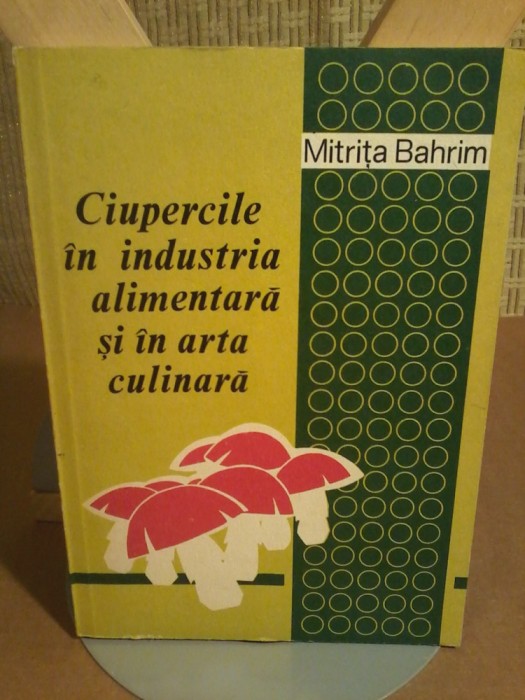 Mitrița Bahrim
Ciupercile
în industria
alimentară
și în arta
culinară